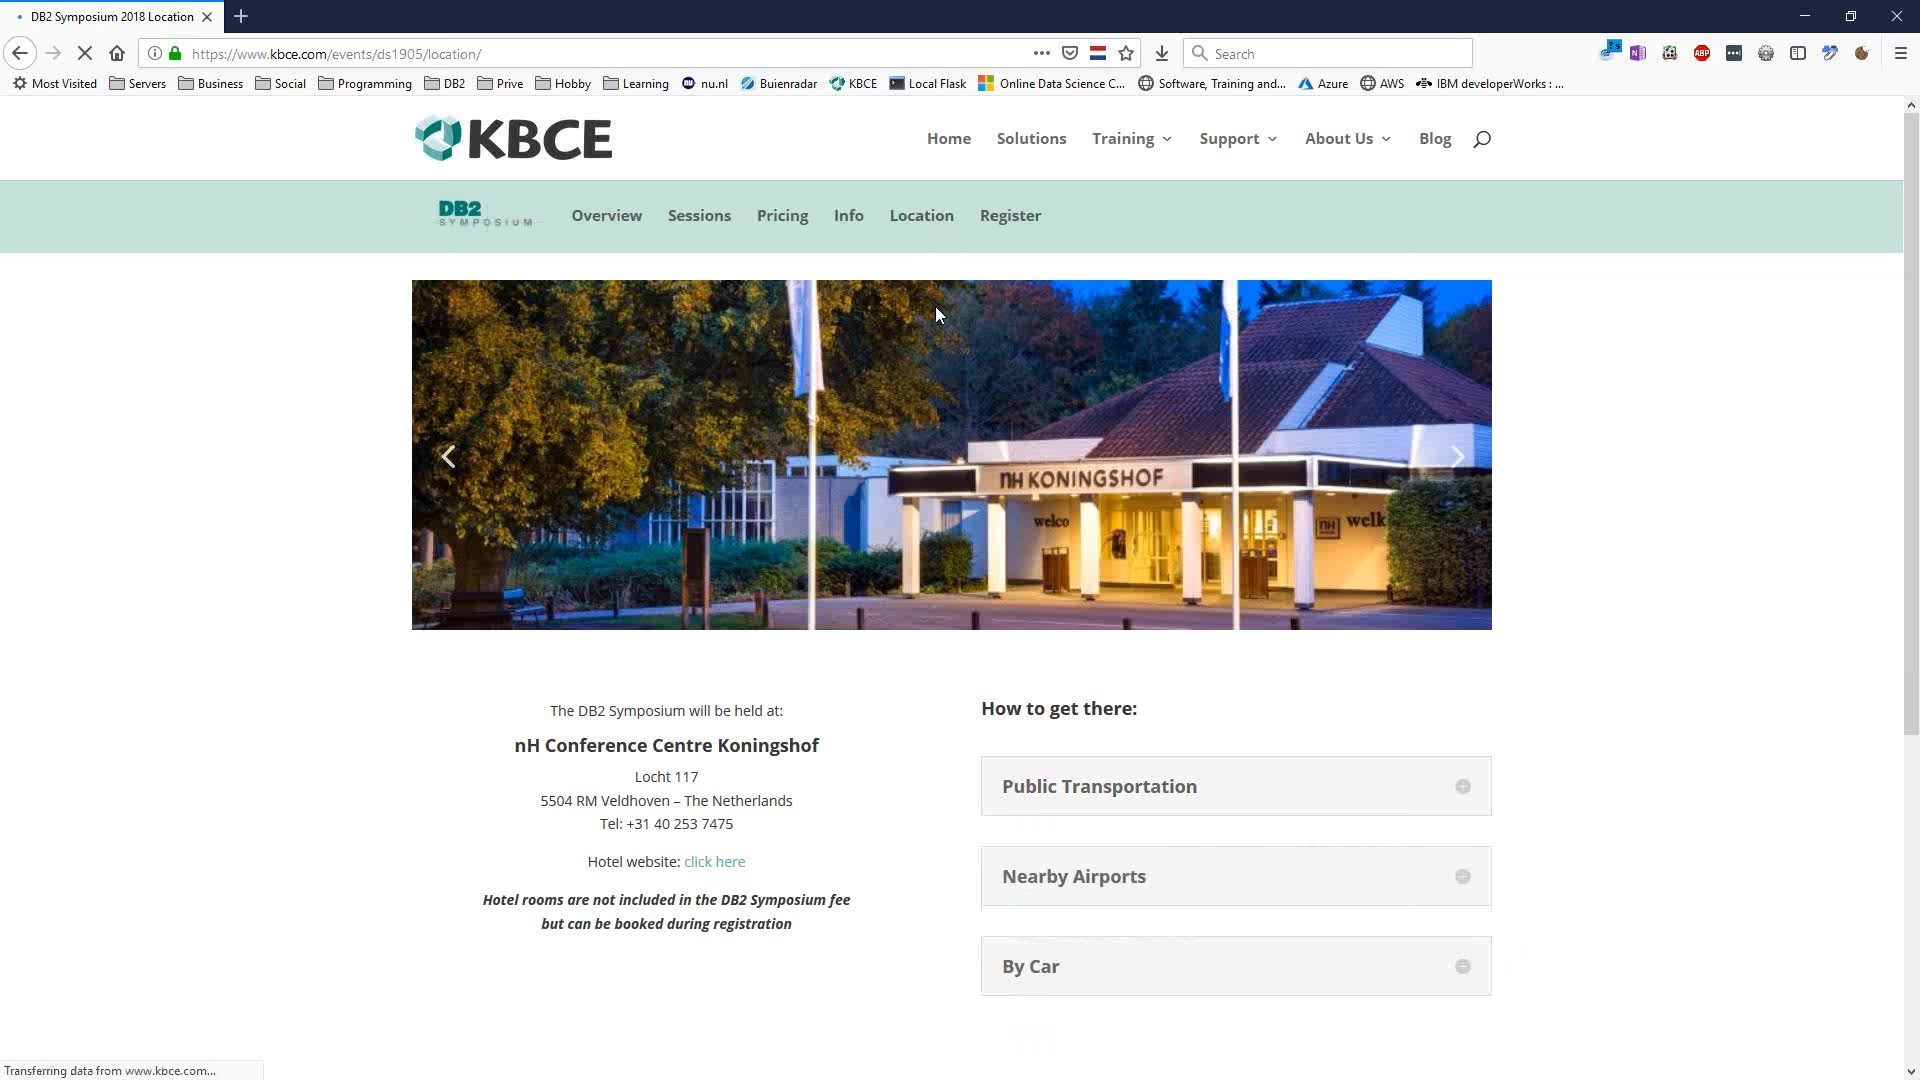 DB2 Symposium 2018 Location
https://www.kbce.com/events/ds1905/location/
Search
Most Visited Servers Business Social Programming DB2 Prive Hobby Learning nu.nl Buienradar KBCE Local Flask Online Data Science C... Software, Training and... Azure AWS IBM developerWorks : ...
KBCE
Home Solutions Training Support About Us Blog
DB2
SYMPOSIUM
Overview Sessions Pricing Info Location Register
nH KONINGSHOF
welco
nH
welk
The DB2 Symposium will be held at:
nH Conference Centre Koningshof
Locht 117
5504 RM Veldhoven – The Netherlands
Tel: +31 40 253 7475
Hotel website: click here
Hotel rooms are not included in the DB2 Symposium fee
but can be booked during registration
How to get there:
Public Transportation
Nearby Airports
By Car
Transferring data from www.kbce.com...